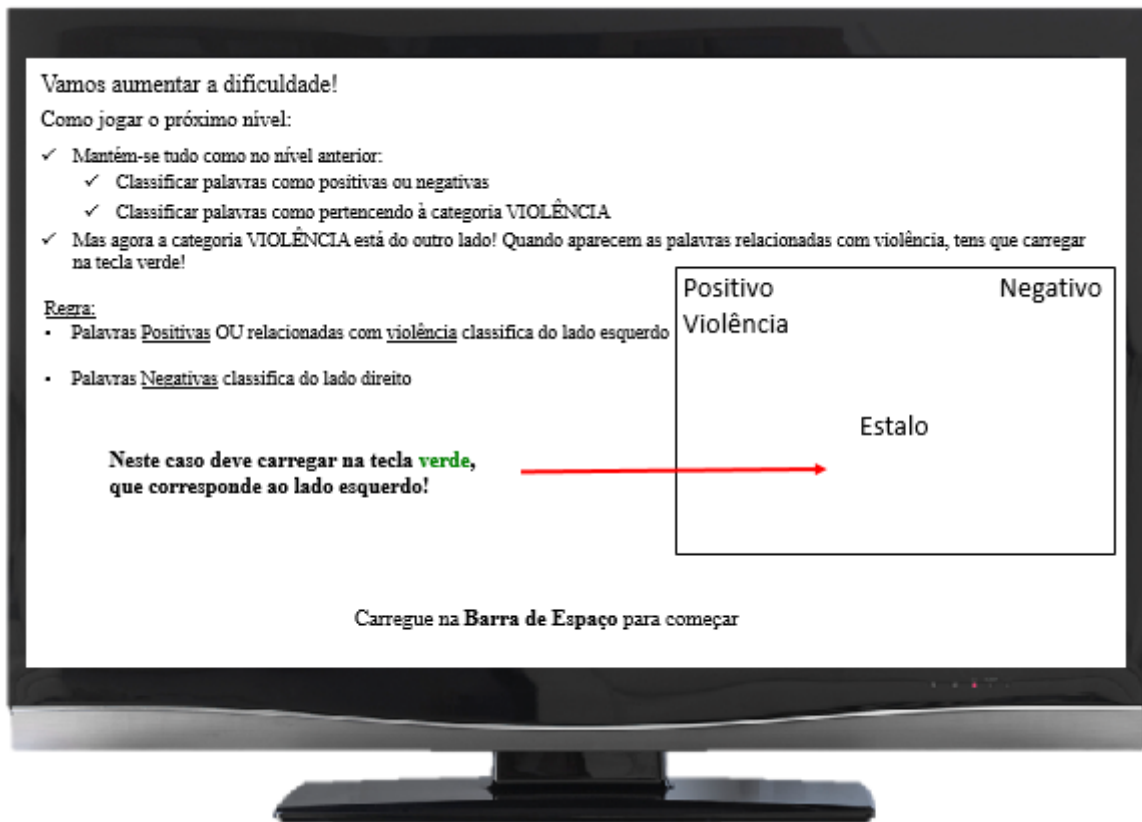 Vamos aumentar a dificuldade!
Como jogar o próximo nível:
✓ Mantém-se tudo como no nível anterior:
✓ Classificar palavras como positivas ou negativas
✓ Classificar palavras como pertencendo à categoria VIOLÊNCIA
✓ Mas agora a categoria VIOLÊNCIA está do outro lado! Quando aparecem as palavras relacionadas com violência, tens que carregar
na tecla verde!
Regra:
• Palavras Positivas OU relacionadas com violência classifica do lado esquerdo
• Palavras Negativas classifica do lado direito
Neste caso deve carregar na tecla verde,
que corresponde ao lado esquerdo!
Positivo Negativo
Violência
Estalo
Carregue na Barra de Espaço para começar